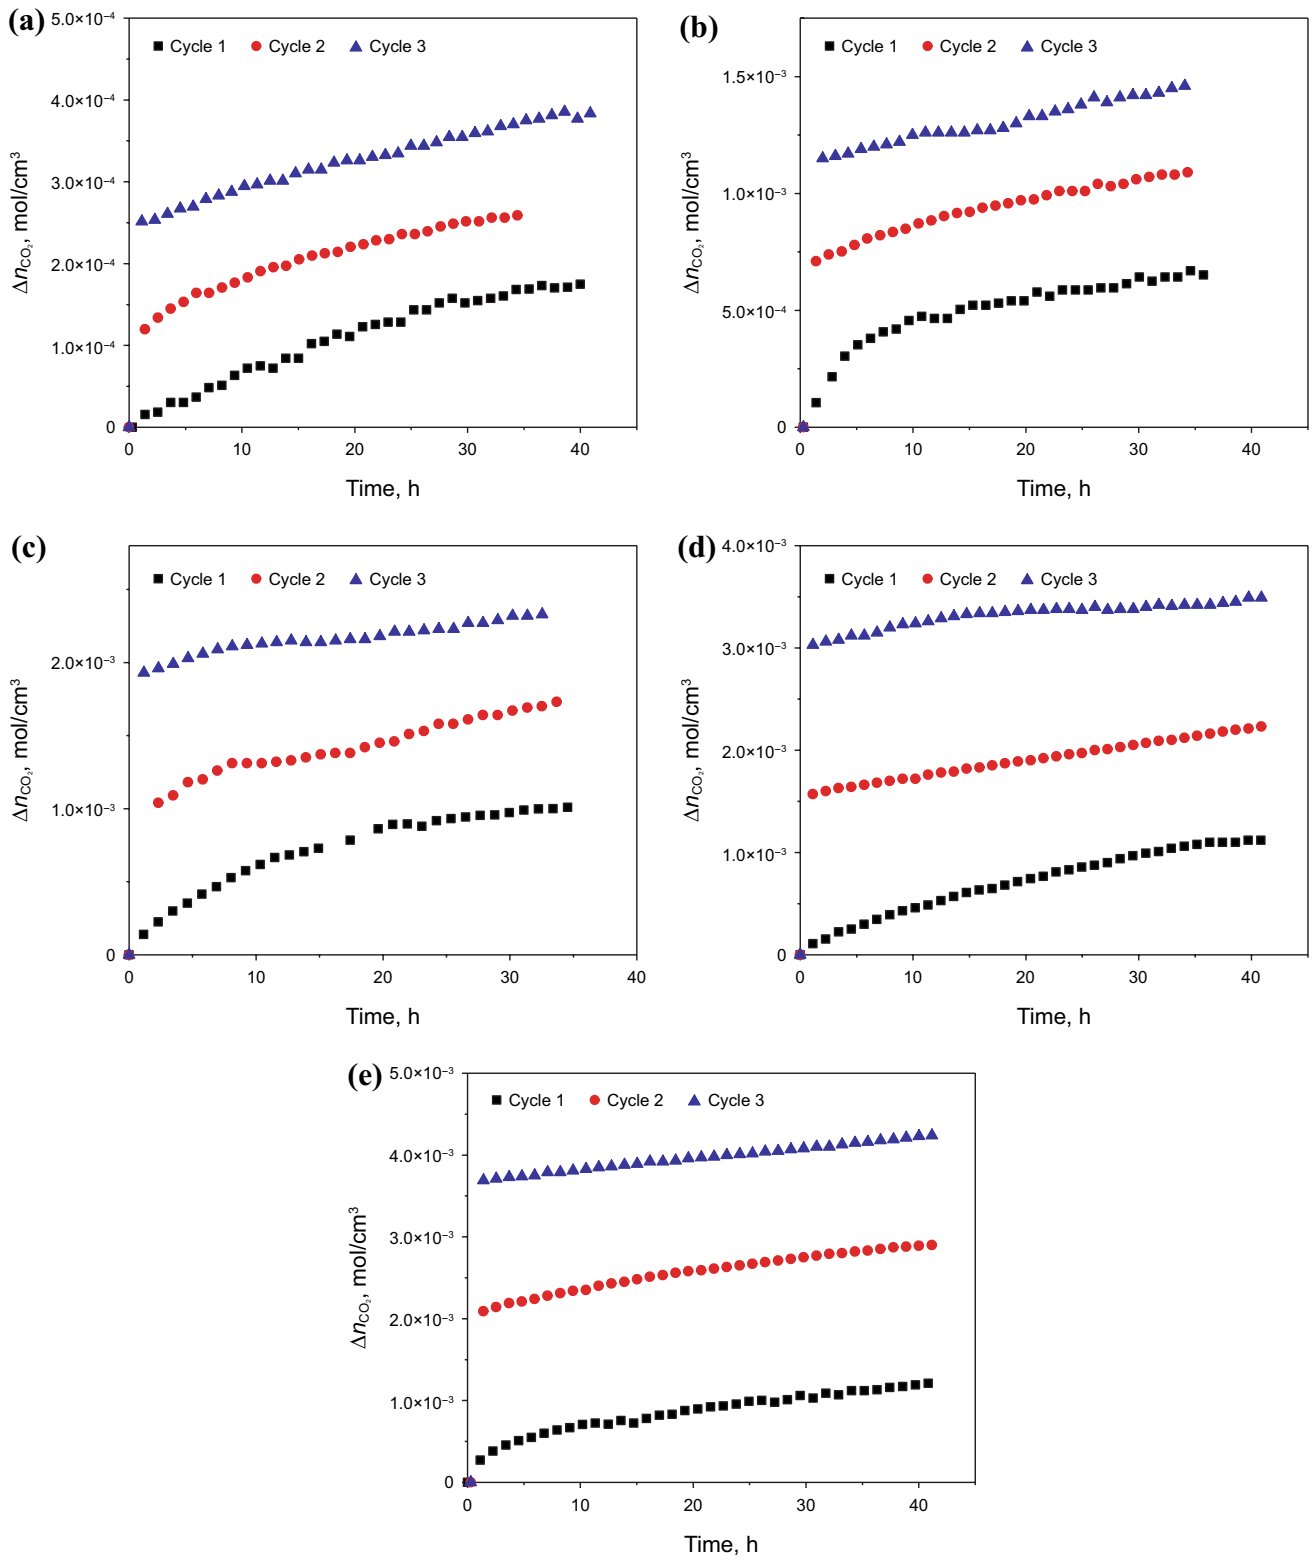 (a)
5.0×10⁻⁴
Cycle 1 Cycle 2 Cycle 3
4.0×10⁻⁴
3.0×10⁻⁴
2.0×10⁻⁴
1.0×10⁻⁴
0
ΔnCO₂, mol/cm³
0 10 20 30 40
Time, h
(b)
Cycle 1 Cycle 2 Cycle 3
1.5×10⁻³
1.0×10⁻³
5.0×10⁻⁴
0
ΔnCO₂, mol/cm³
0 10 20 30 40
Time, h
(c)
Cycle 1 Cycle 2 Cycle 3
2.0×10⁻³
1.0×10⁻³
0
ΔnCO₂, mol/cm³
0 10 20 30 40
Time, h
(d)
4.0×10⁻³
Cycle 1 Cycle 2 Cycle 3
3.0×10⁻³
2.0×10⁻³
1.0×10⁻³
0
ΔnCO₂, mol/cm³
0 10 20 30 40
Time, h
(e)
5.0×10⁻³
Cycle 1 Cycle 2 Cycle 3
4.0×10⁻³
3.0×10⁻³
2.0×10⁻³
1.0×10⁻³
0
ΔnCO₂, mol/cm³
0 10 20 30 40
Time, h